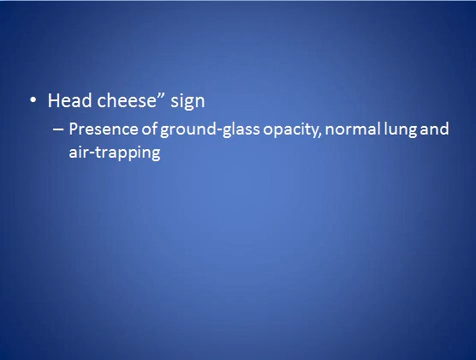 • Head cheese” sign
– Presence of ground-glass opacity, normal lung and
air-trapping